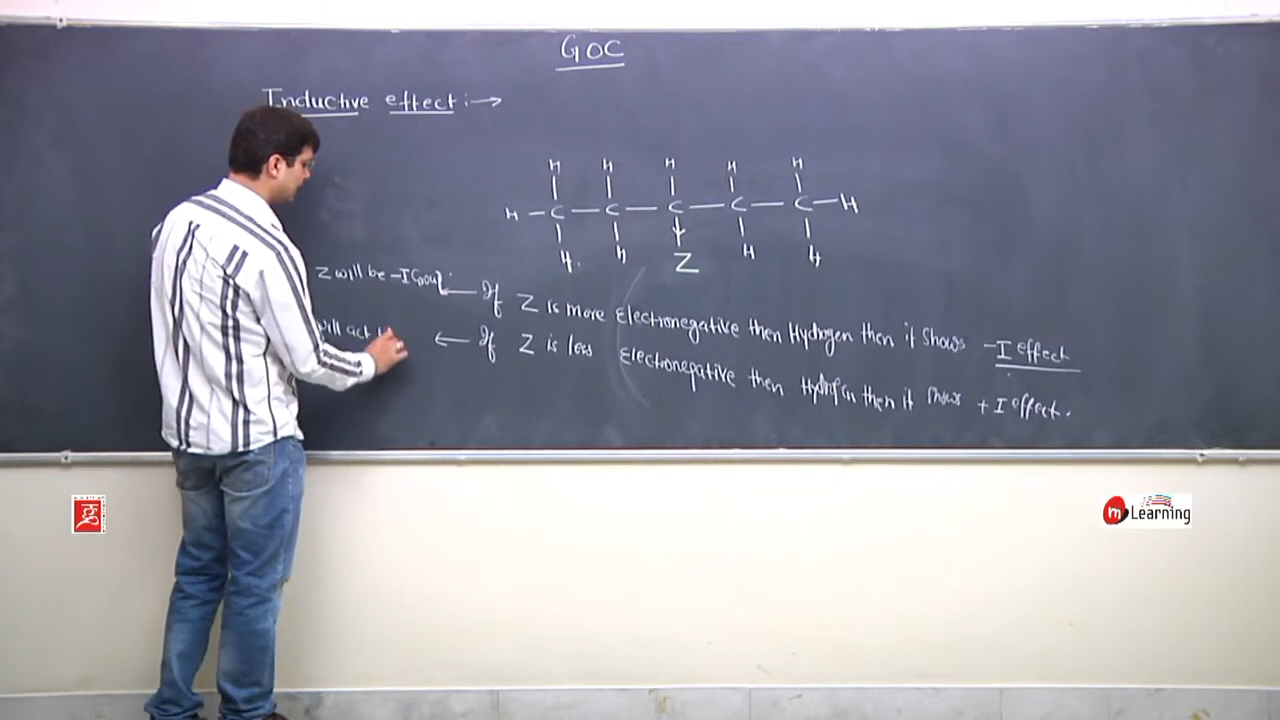 GOC
Inductive effect : →
H H H H H
H – C — C — C — C — C – H
H H Z H H
Z will be –I Group ← If Z is more Electronegative then Hydrogen then it shows –I effect
will act ← If Z is less Electronegative then Hydrogen then it shows + I effect.
m Learning